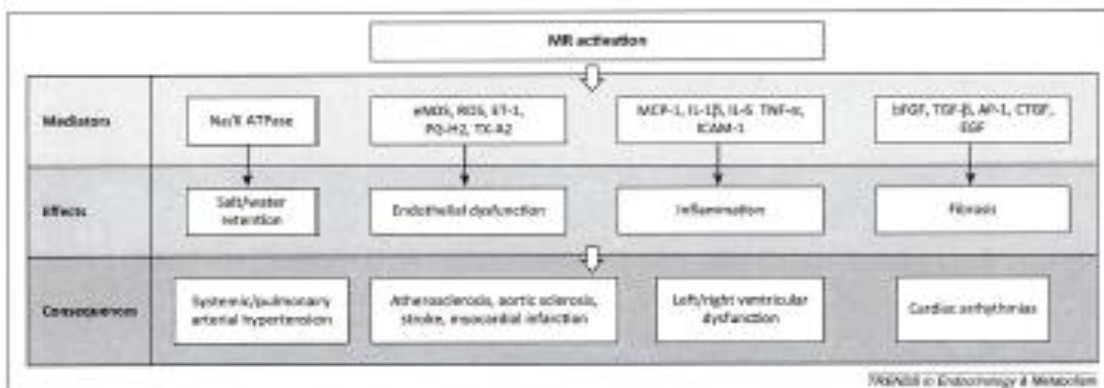 MR activation
Mediators
Na/K ATPase
eNOS, ROS, ET-1,
PG-H2, TX-A2
MCP-1, IL-1β, IL-6 TNF-α,
ICAM-1
bFGF, TGF-β, AP-1, CTGF,
EGF
Effects
Salt/water
retention
Endothelial dysfunction
Inflammation
Fibrosis
Consequences
Systemic/pulmonary
arterial hypertension
Atherosclerosis, aortic sclerosis,
stroke, myocardial infarction
Left/right ventricular
dysfunction
Cardiac arrhythmias
TRENDS in Endocrinology & Metabolism